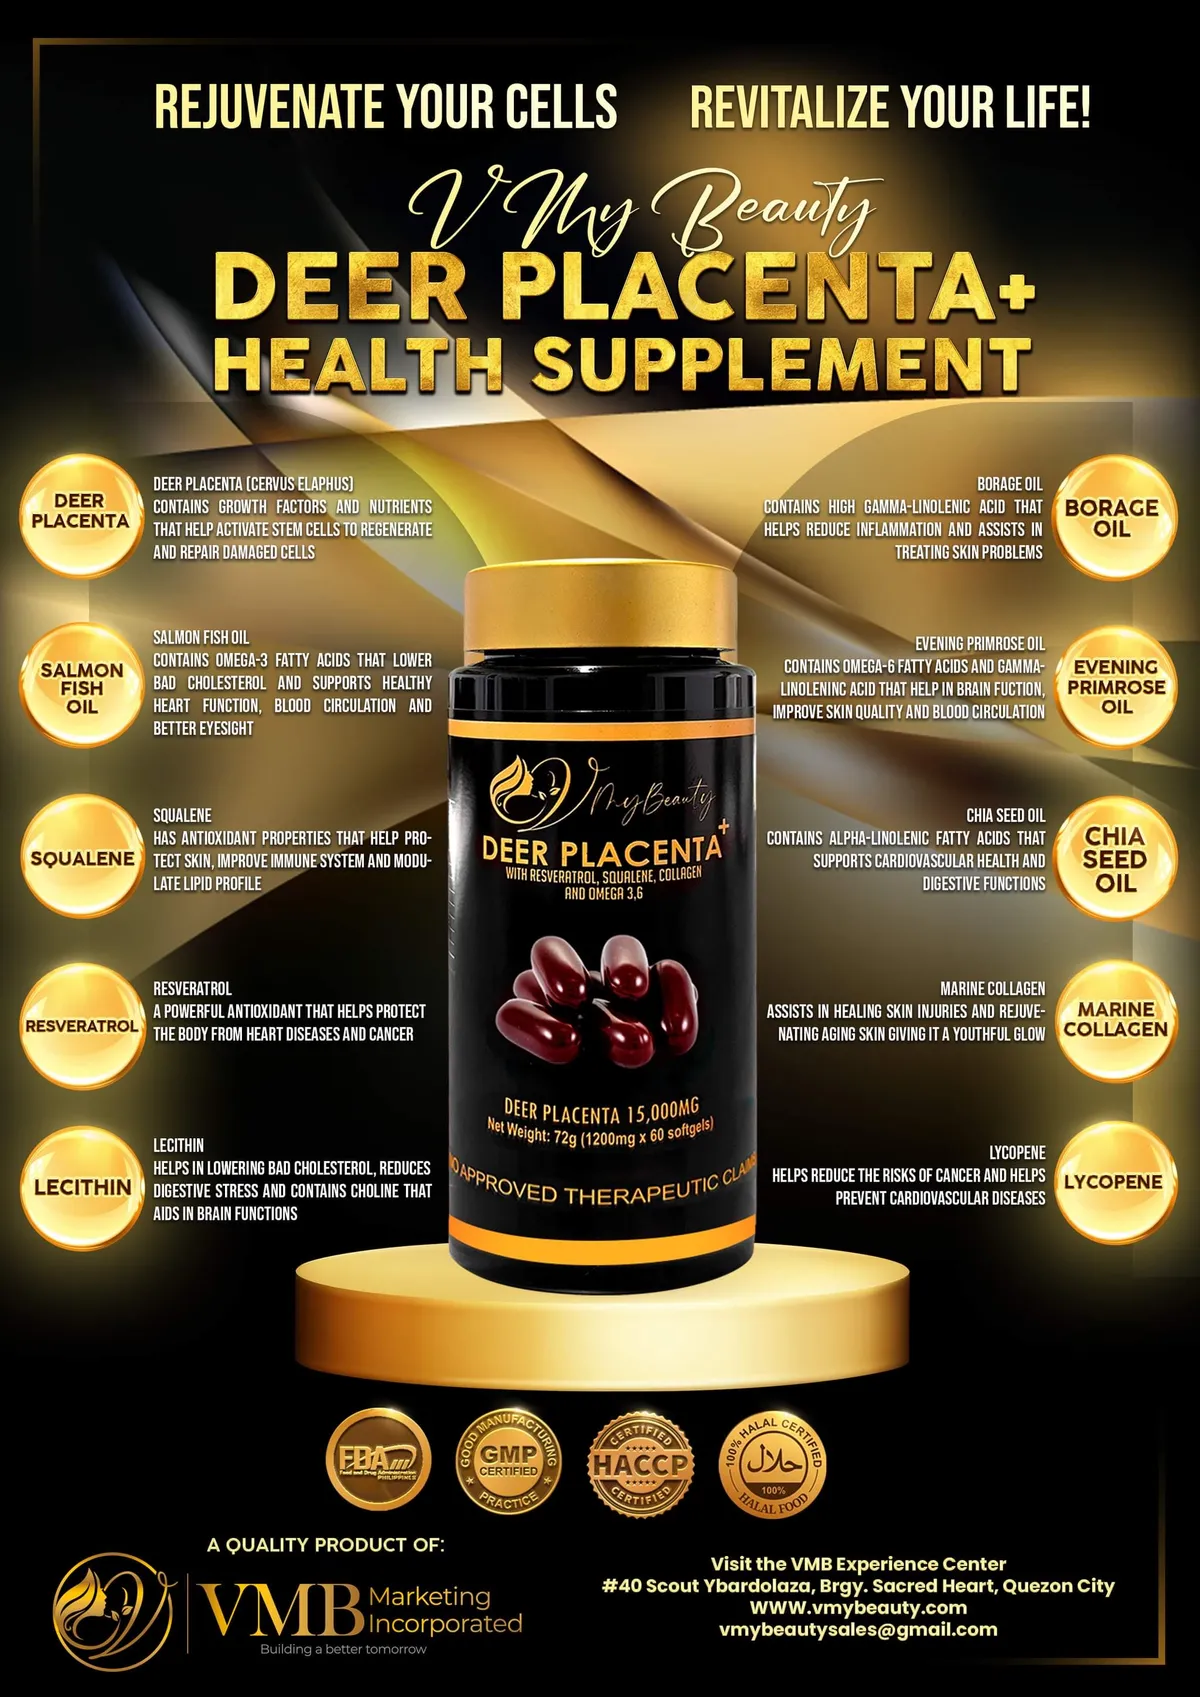 REJUVENATE YOUR CELLS REVITALIZE YOUR LIFE!
V My Beauty
DEER PLACENTA+
HEALTH SUPPLEMENT
DEER
PLACENTA
DEER PLACENTA (CERVUS ELAPHUS)
CONTAINS GROWTH FACTORS AND NUTRIENTS
THAT HELP ACTIVATE STEM CELLS TO REGENERATE
AND REPAIR DAMAGED CELLS
SALMON
FISH
OIL
SALMON FISH OIL
CONTAINS OMEGA-3 FATTY ACIDS THAT LOWER
BAD CHOLESTEROL AND SUPPORTS HEALTHY
HEART FUNCTION, BLOOD CIRCULATION AND
BETTER EYESIGHT
SQUALENE
SQUALENE
HAS ANTIOXIDANT PROPERTIES THAT HELP PRO-
TECT SKIN, IMPROVE IMMUNE SYSTEM AND MODU-
LATE LIPID PROFILE
RESVERATROL
RESVERATROL
A POWERFUL ANTIOXIDANT THAT HELPS PROTECT
THE BODY FROM HEART DISEASES AND CANCER
LECITHIN
LECITHIN
HELPS IN LOWERING BAD CHOLESTEROL, REDUCES
DIGESTIVE STRESS AND CONTAINS CHOLINE THAT
AIDS IN BRAIN FUNCTIONS
BORAGE OIL
CONTAINS HIGH GAMMA-LINOLENIC ACID THAT
HELPS REDUCE INFLAMMATION AND ASSISTS IN
TREATING SKIN PROBLEMS
BORAGE
OIL
EVENING PRIMROSE OIL
CONTAINS OMEGA-6 FATTY ACIDS AND GAMMA-
LINOLENINC ACID THAT HELP IN BRAIN FUCTION,
IMPROVE SKIN QUALITY AND BLOOD CIRCULATION
EVENING
PRIMROSE
OIL
CHIA SEED OIL
CONTAINS ALPHA-LINOLENIC FATTY ACIDS THAT
SUPPORTS CARDIOVASCULAR HEALTH AND
DIGESTIVE FUNCTIONS
CHIA
SEED
OIL
MARINE COLLAGEN
ASSISTS IN HEALING SKIN INJURIES AND REJUVE-
NATING AGING SKIN GIVING IT A YOUTHFUL GLOW
MARINE
COLLAGEN
LYCOPENE
HELPS REDUCE THE RISKS OF CANCER AND HELPS
PREVENT CARDIOVASCULAR DISEASES
LYCOPENE
V My Beauty
DEER PLACENTA+
WITH RESVERATROL, SQUALENE, COLLAGEN
AND OMEGA 3,6
DEER PLACENTA 15,000MG
Net Weight: 72g (1200mg x 60 softgels)
NO APPROVED THERAPEUTIC CLAIMS
FDA
Food and Drug Administration
PHILIPPINES
GOOD MANUFACTURING
GMP
CERTIFIED
PRACTICE
CERTIFIED
HACCP
CERTIFIED
100% HALAL CERTIFIED
حلال
100%
HALAL FOOD
A QUALITY PRODUCT OF:
VMB Marketing
Incorporated
Building a better tomorrow
Visit the VMB Experience Center
#40 Scout Ybardolaza, Brgy. Sacred Heart, Quezon City
WWW.vmybeauty.com
vmybeautysales@gmail.com